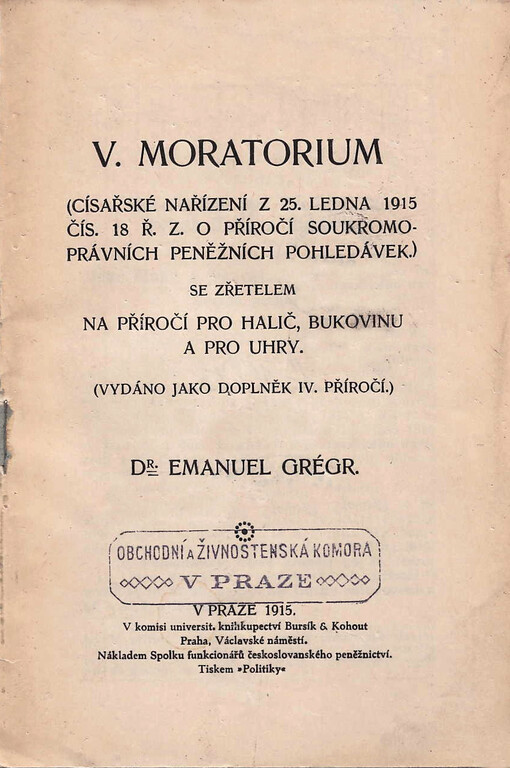 V. MORATORIUM
(CÍSAŘSKÉ NAŘÍZENÍ Z 25. LEDNA 1915
ČÍS. 18 Ř. Z. O PŘÍROČÍ SOUKROMO-
PRÁVNÍCH PENĚŽNÍCH POHLEDÁVEK.)
SE ZŘETELEM
NA PŘÍROČÍ PRO HALIČ, BUKOVINU
A PRO UHRY.
(VYDÁNO JAKO DOPLNĚK IV. PŘÍROČÍ.)
DR. EMANUEL GRÉGR.
OBCHODNÍ A ŽIVNOSTENSKÁ KOMORA
V PRAZE
V PRAZE 1915.
V komisi universit. knihkupectví Bursík & Kohout
Praha, Václavské náměstí.
Nákladem Spolku funkcionářů českoslovanského peněžnictví.
Tiskem »Politiky«